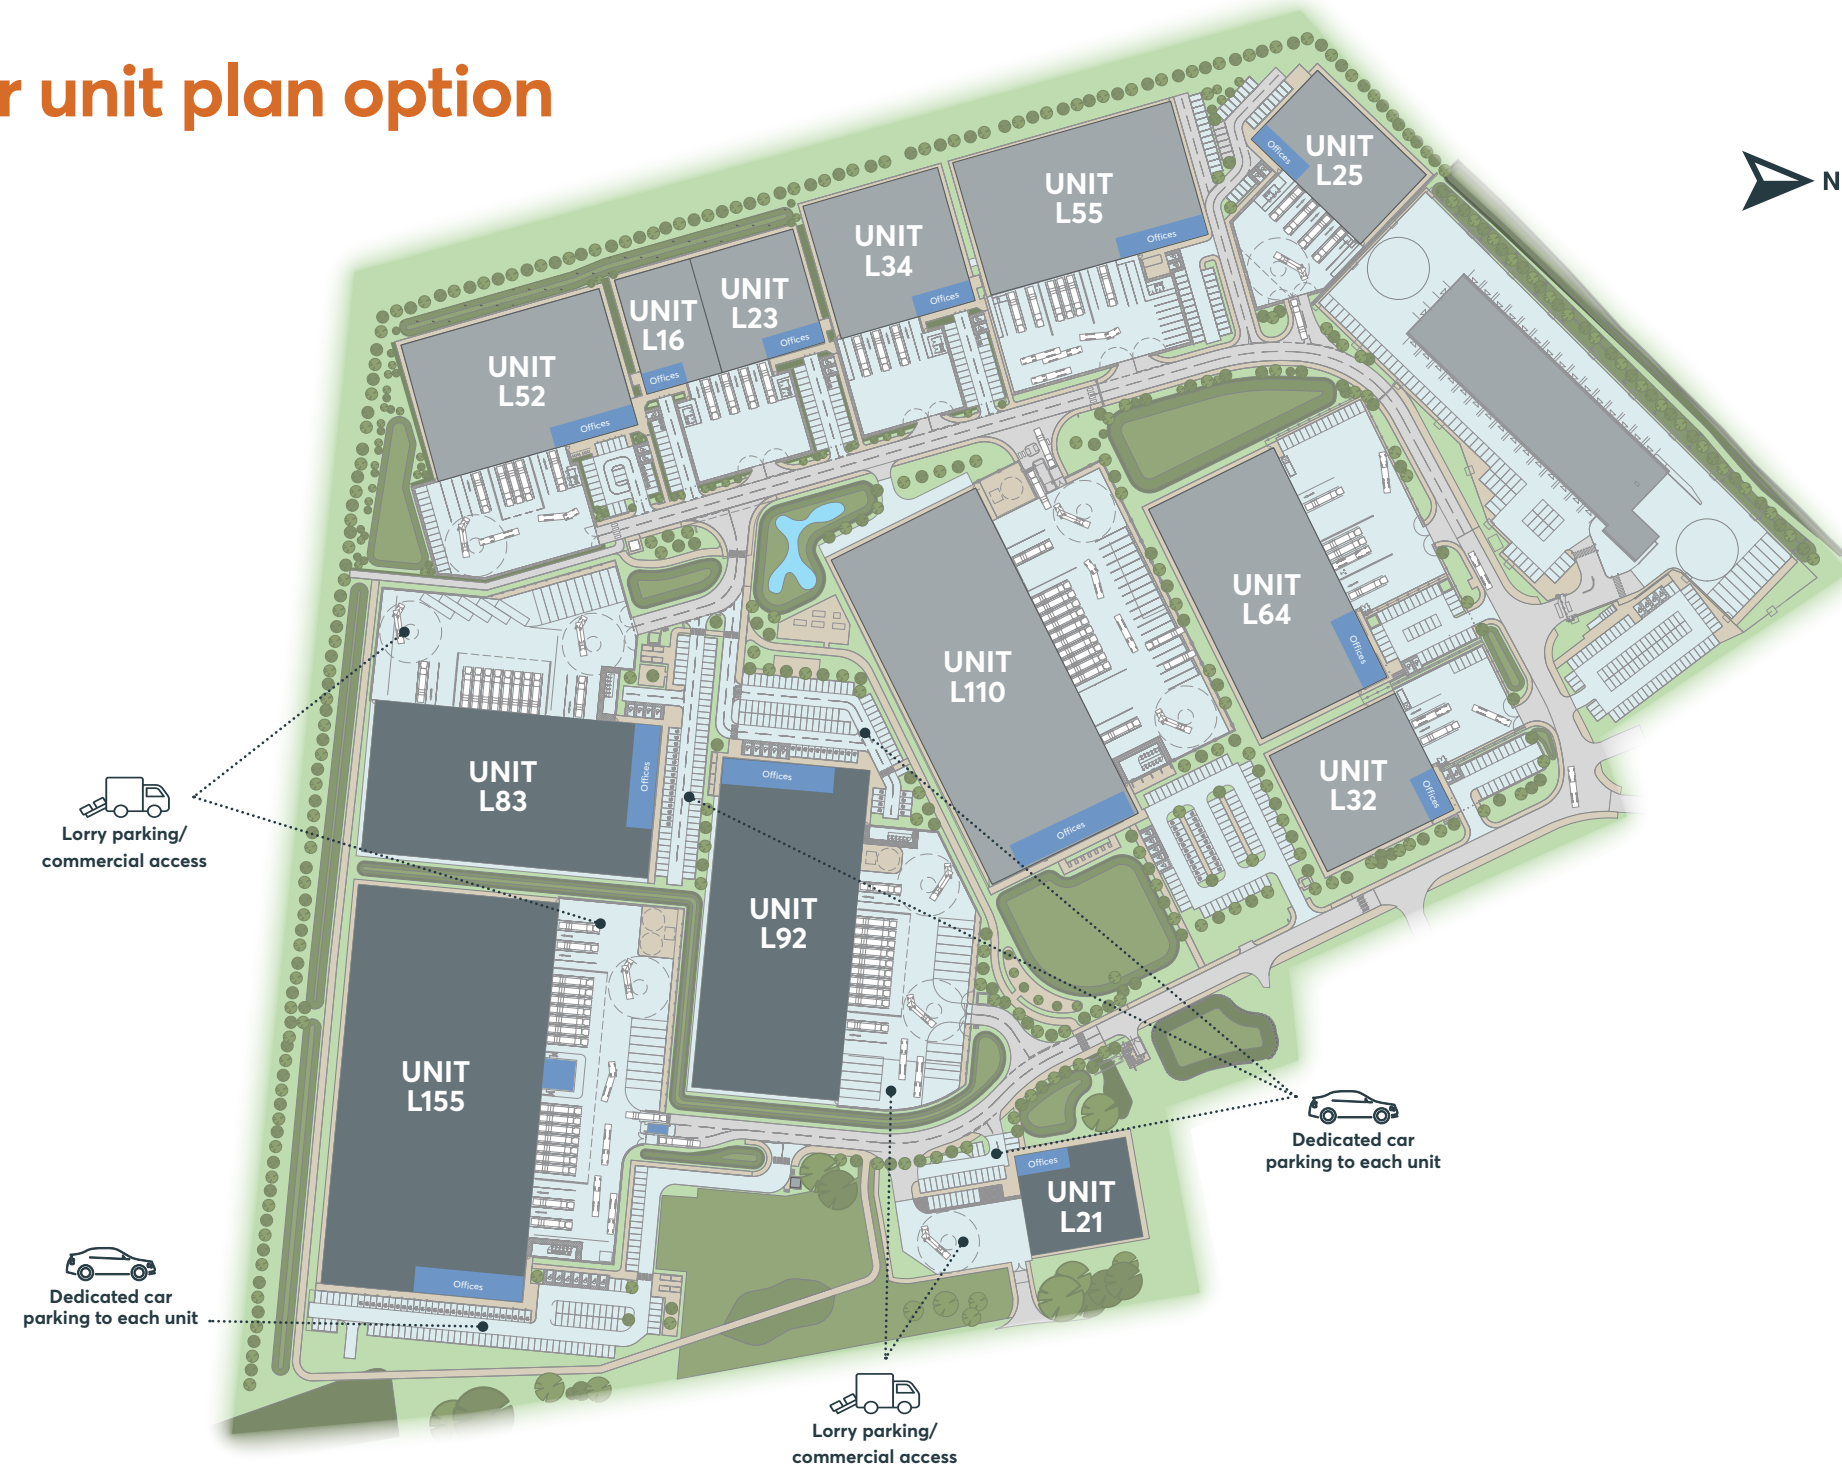 r unit plan option
N
UNIT
L25
Offices
UNIT
L55
Offices
UNIT
L34
Offices
UNIT
L23
Offices
UNIT
L16
Offices
UNIT
L52
Offices
UNIT
L110
Offices
UNIT
L64
Offices
UNIT
L32
Offices
UNIT
L83
Offices
UNIT
L92
Offices
UNIT
L155
Offices
UNIT
L21
Offices
Lorry parking/
commercial access
Dedicated car
parking to each unit
Dedicated car
parking to each unit
Lorry parking/
commercial access